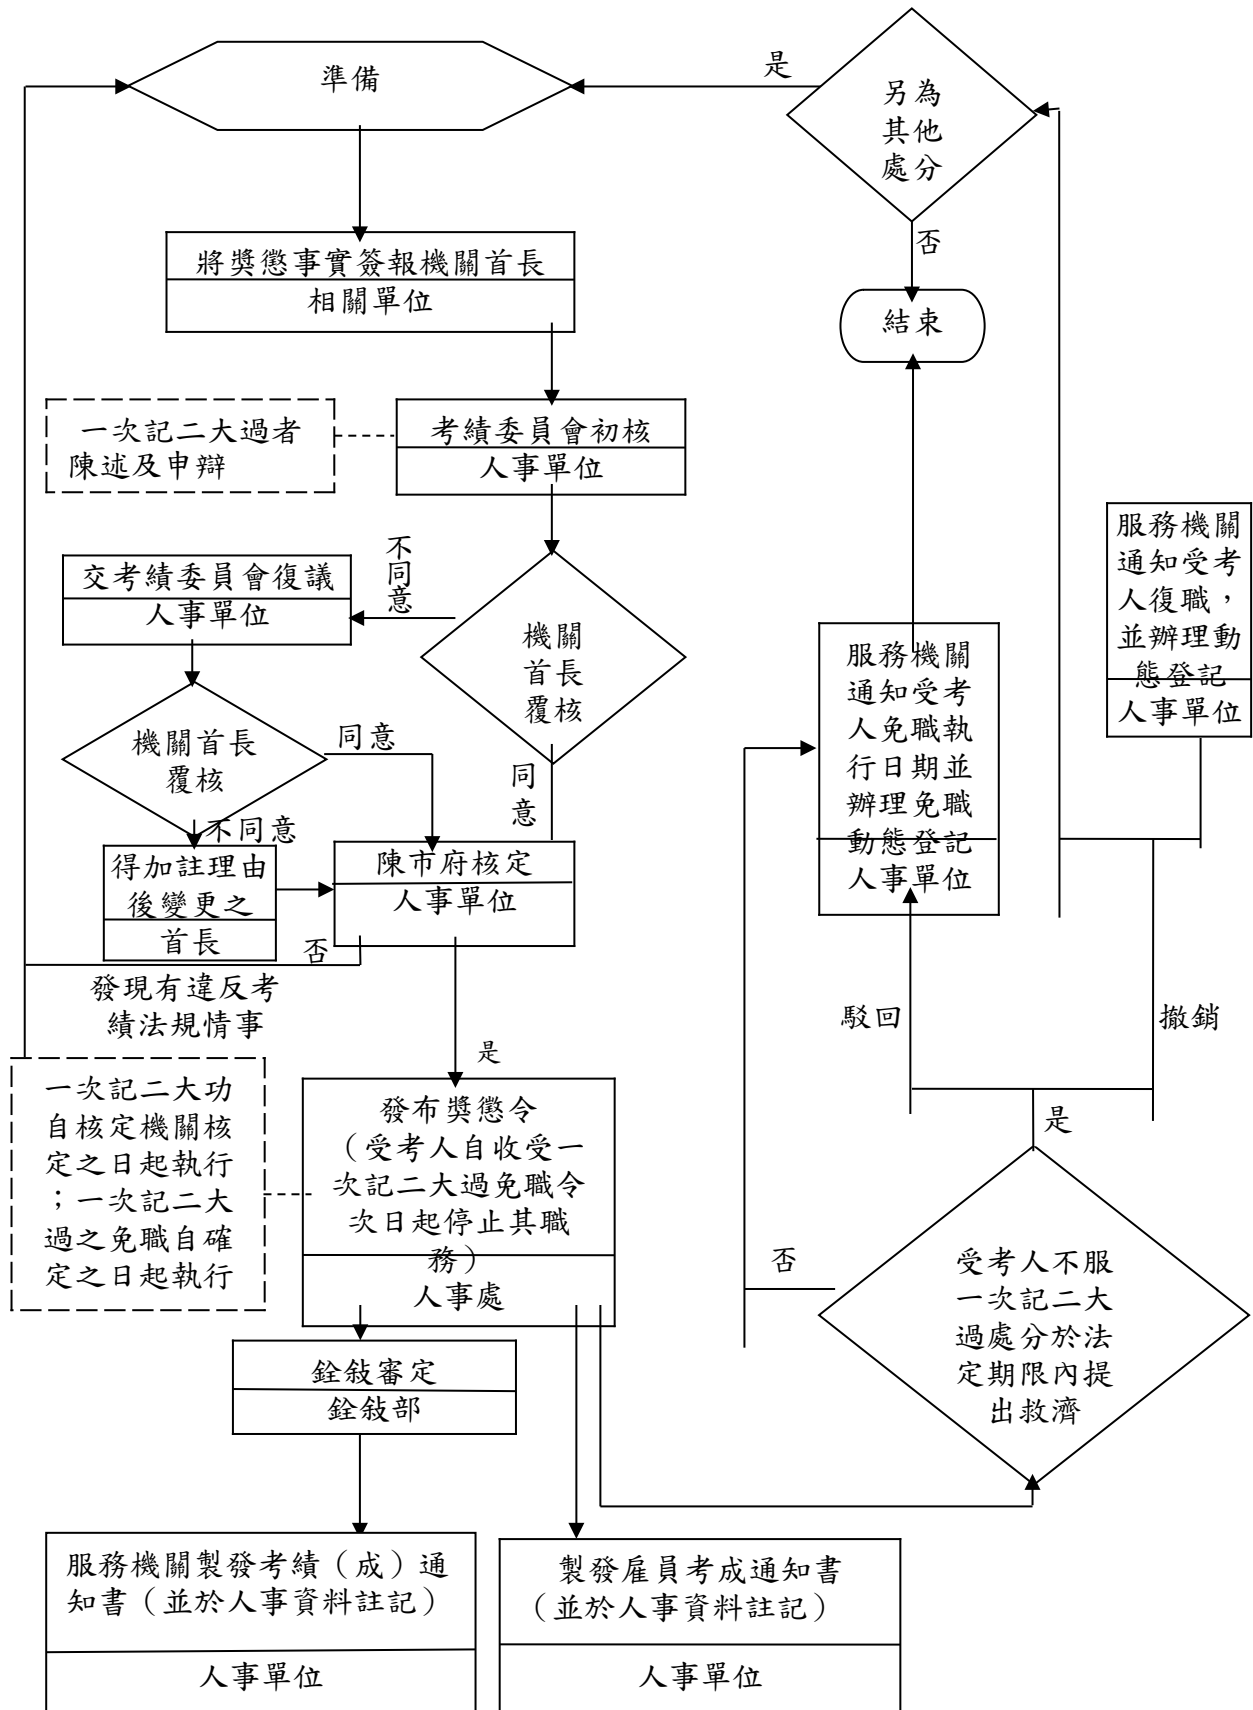 準備
是
另為
其他
處分
否
結束
將獎懲事實簽報機關首長
相關單位
一次記二大過者
陳述及申辯
考績委員會初核
人事單位
不
同
意
交考績委員會復議
人事單位
機關
首長
覆核
同
意
機關首長
覆核
同意
不同意
得加註理由
後變更之
首長
陳市府核定
人事單位
否
發現有違反考
績法規情事
是
服務機關
通知受考
人免職執
行日期並
辦理免職
動態登記
人事單位
服務機關
通知受考
人復職，
並辦理動
態登記
人事單位
駁回
撤銷
一次記二大功
自核定機關核
定之日起執行
；一次記二大
過之免職自確
定之日起執行
發布獎懲令
（受考人自收受一
次記二大過免職令
次日起停止其職
務）
人事處
是
否
受考人不服
一次記二大
過處分於法
定期限內提
出救濟
銓敍審定
銓敍部
服務機關製發考績（成）通
知書（並於人事資料註記）
人事單位
製發雇員考成通知書
（並於人事資料註記）
人事單位